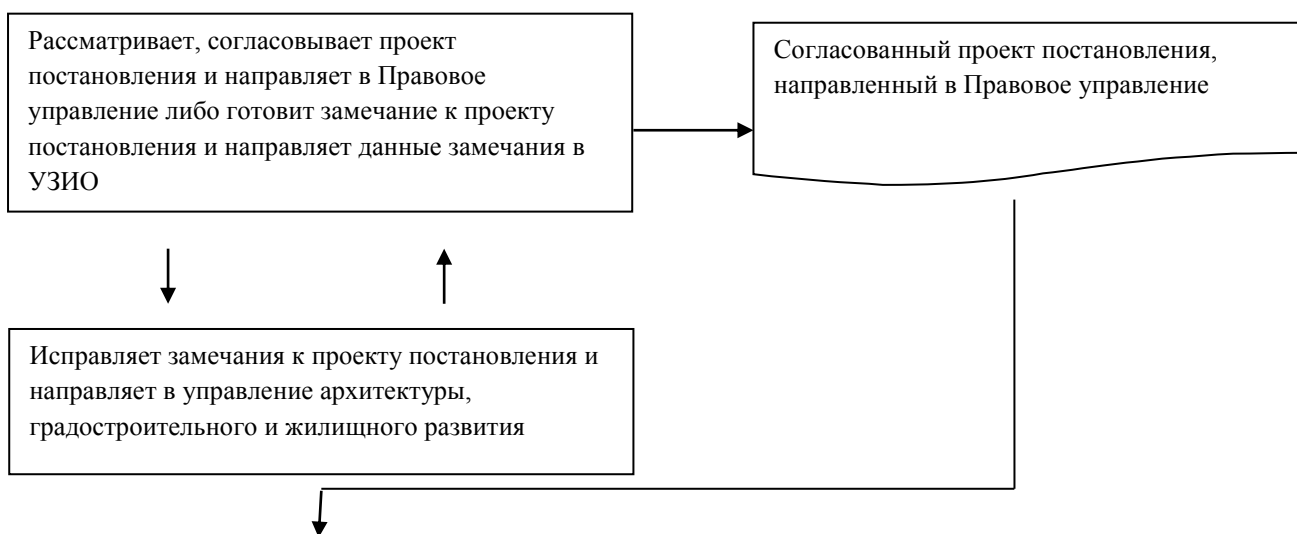 Рассматривает, согласовывает проект
постановления и направляет в Правовое
управление либо готовит замечание к проекту
постановления и направляет данные замечания в
УЗИО
Согласованный проект постановления,
направленный в Правовое управление
Исправляет замечания к проекту постановления и
направляет в управление архитектуры,
градостроительного и жилищного развития